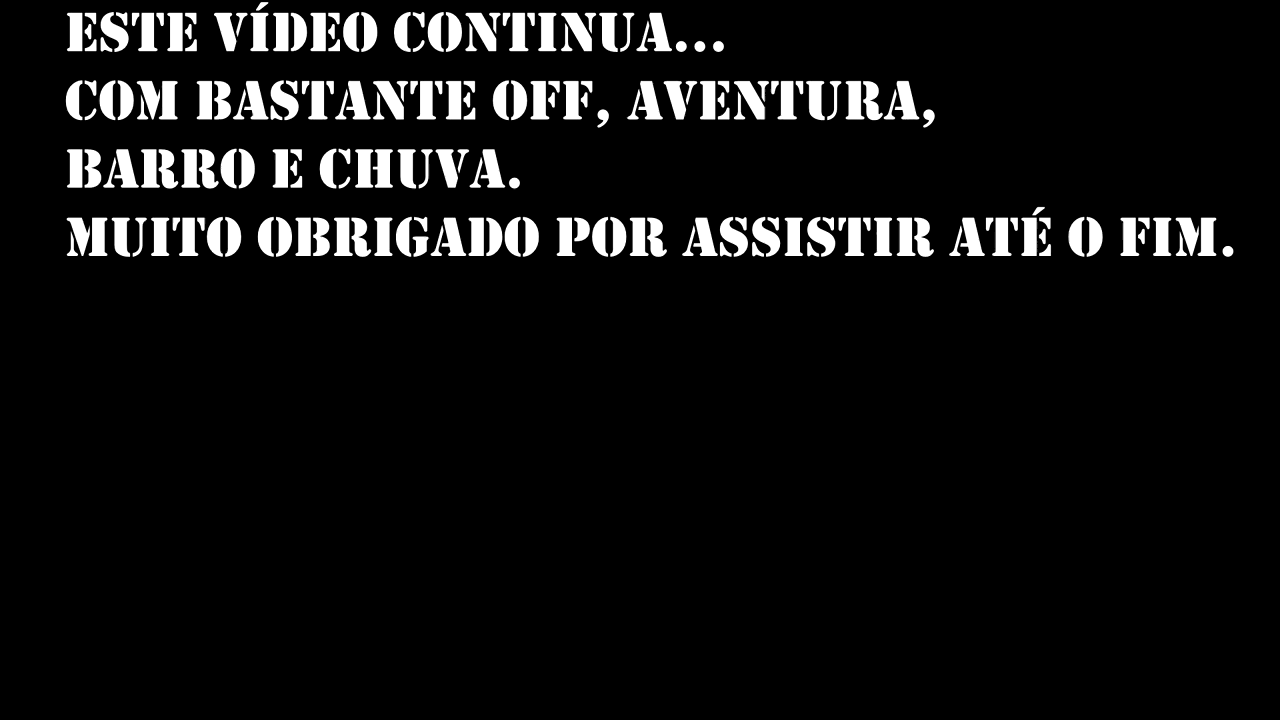 ESTE VÍDEO CONTINUA...
COM BASTANTE OFF, AVENTURA,
BARRO E CHUVA.
MUITO OBRIGADO POR ASSISTIR ATÉ O FIM.